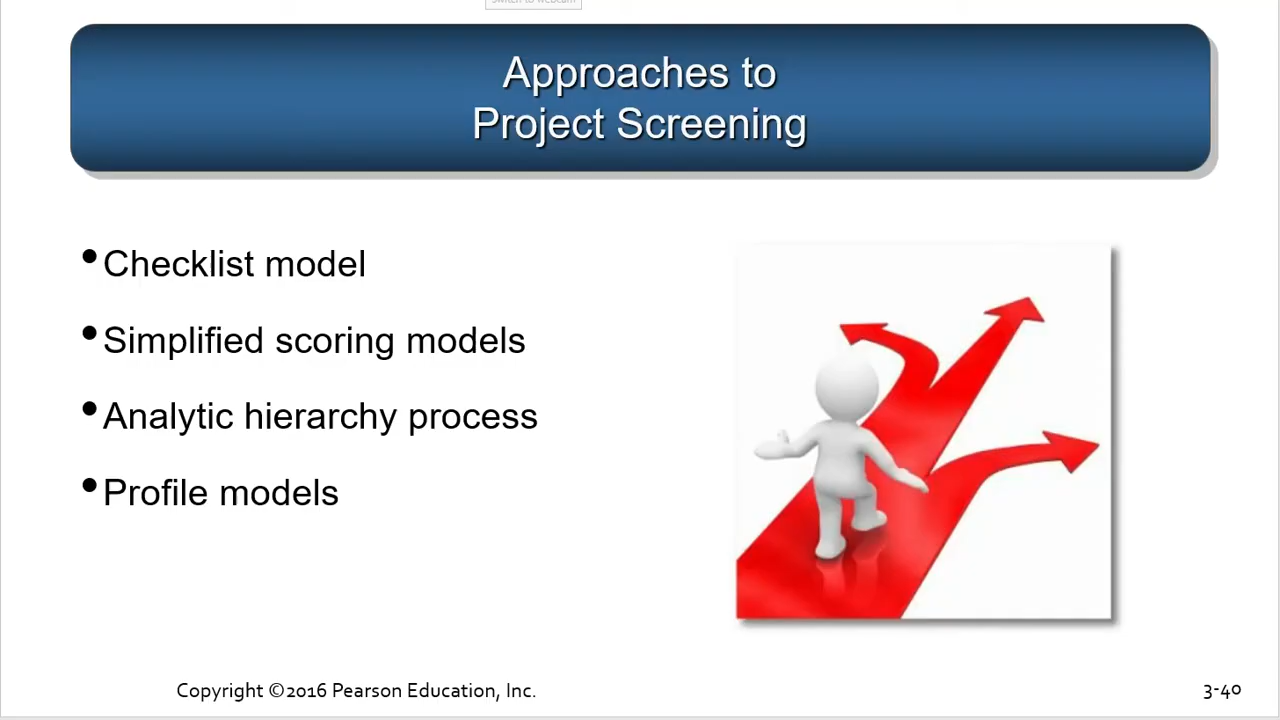 Approaches to
Project Screening
•Checklist model
•Simplified scoring models
•Analytic hierarchy process
•Profile models
Copyright ©2016 Pearson Education, Inc.
3-40